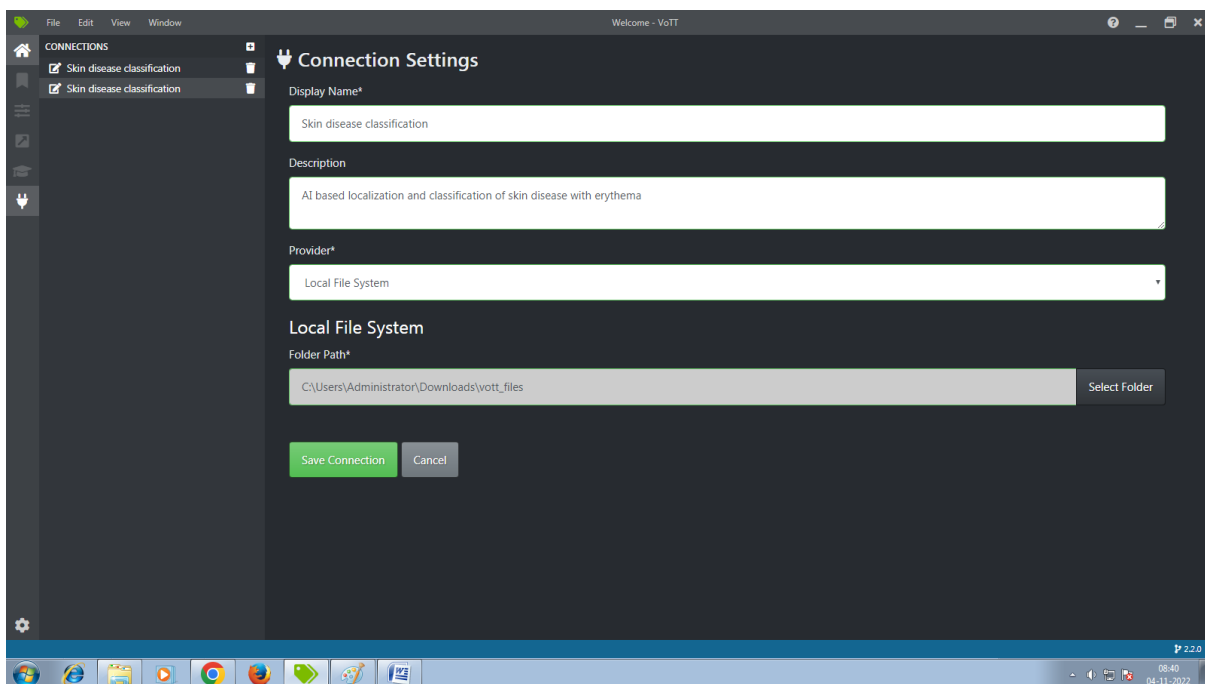 File Edit View Window Welcome - VoTT
CONNECTIONS
Skin disease classification
Skin disease classification
Connection Settings
Display Name*
Skin disease classification
Description
AI based localization and classification of skin disease with erythema
Provider*
Local File System
Local File System
Folder Path*
C:\Users\Administrator\Downloads\vott_files Select Folder
Save Connection Cancel
2.2.0
08:40
04-11-2022